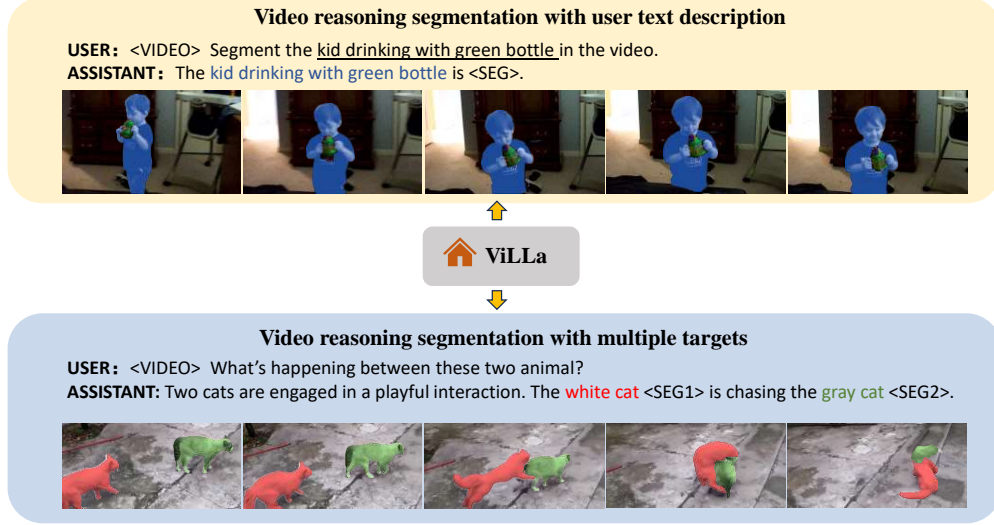 Video reasoning segmentation with user text description
USER： <VIDEO> Segment the kid drinking with green bottle in the video.
ASSISTANT： The kid drinking with green bottle is <SEG>.
ViLLa
Video reasoning segmentation with multiple targets
USER： <VIDEO> What's happening between these two animal?
ASSISTANT: Two cats are engaged in a playful interaction. The white cat <SEG1> is chasing the gray cat <SEG2>.